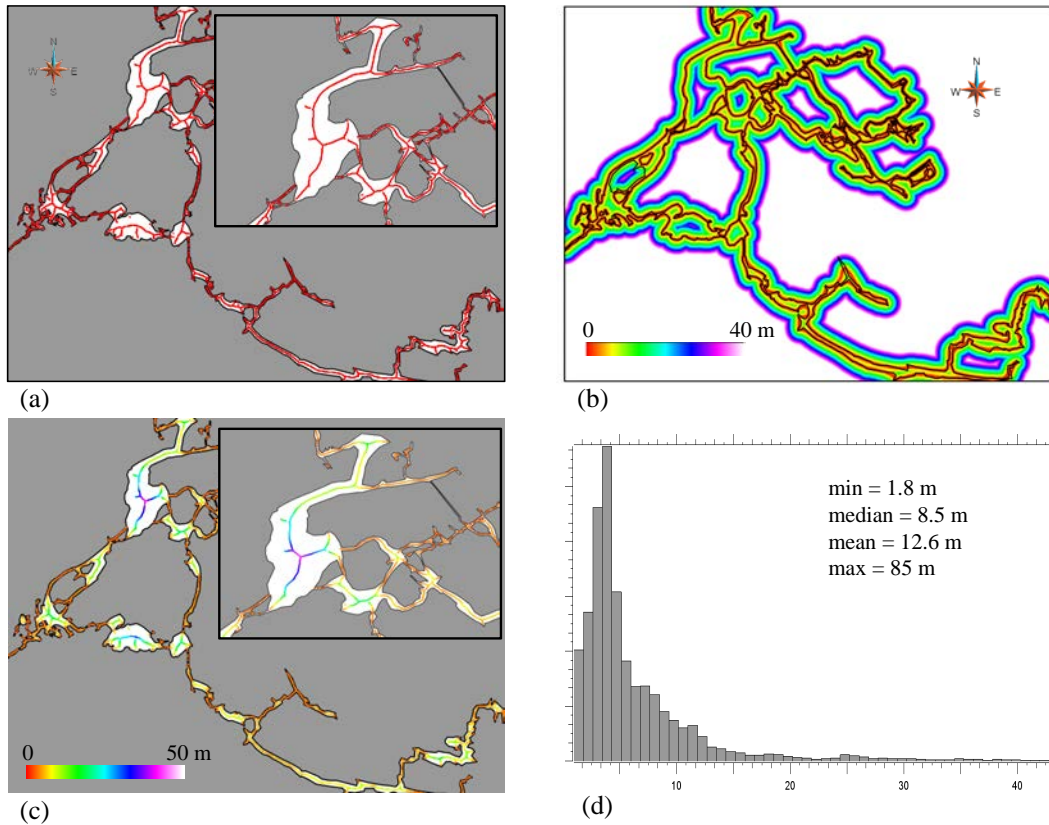 N
W E
S
N
W E
S
0 40 m
(a)
(b)
0 50 m
(c)
min = 1.8 m
median = 8.5 m
mean = 12.6 m
max = 85 m
10 20 30 40
(d)